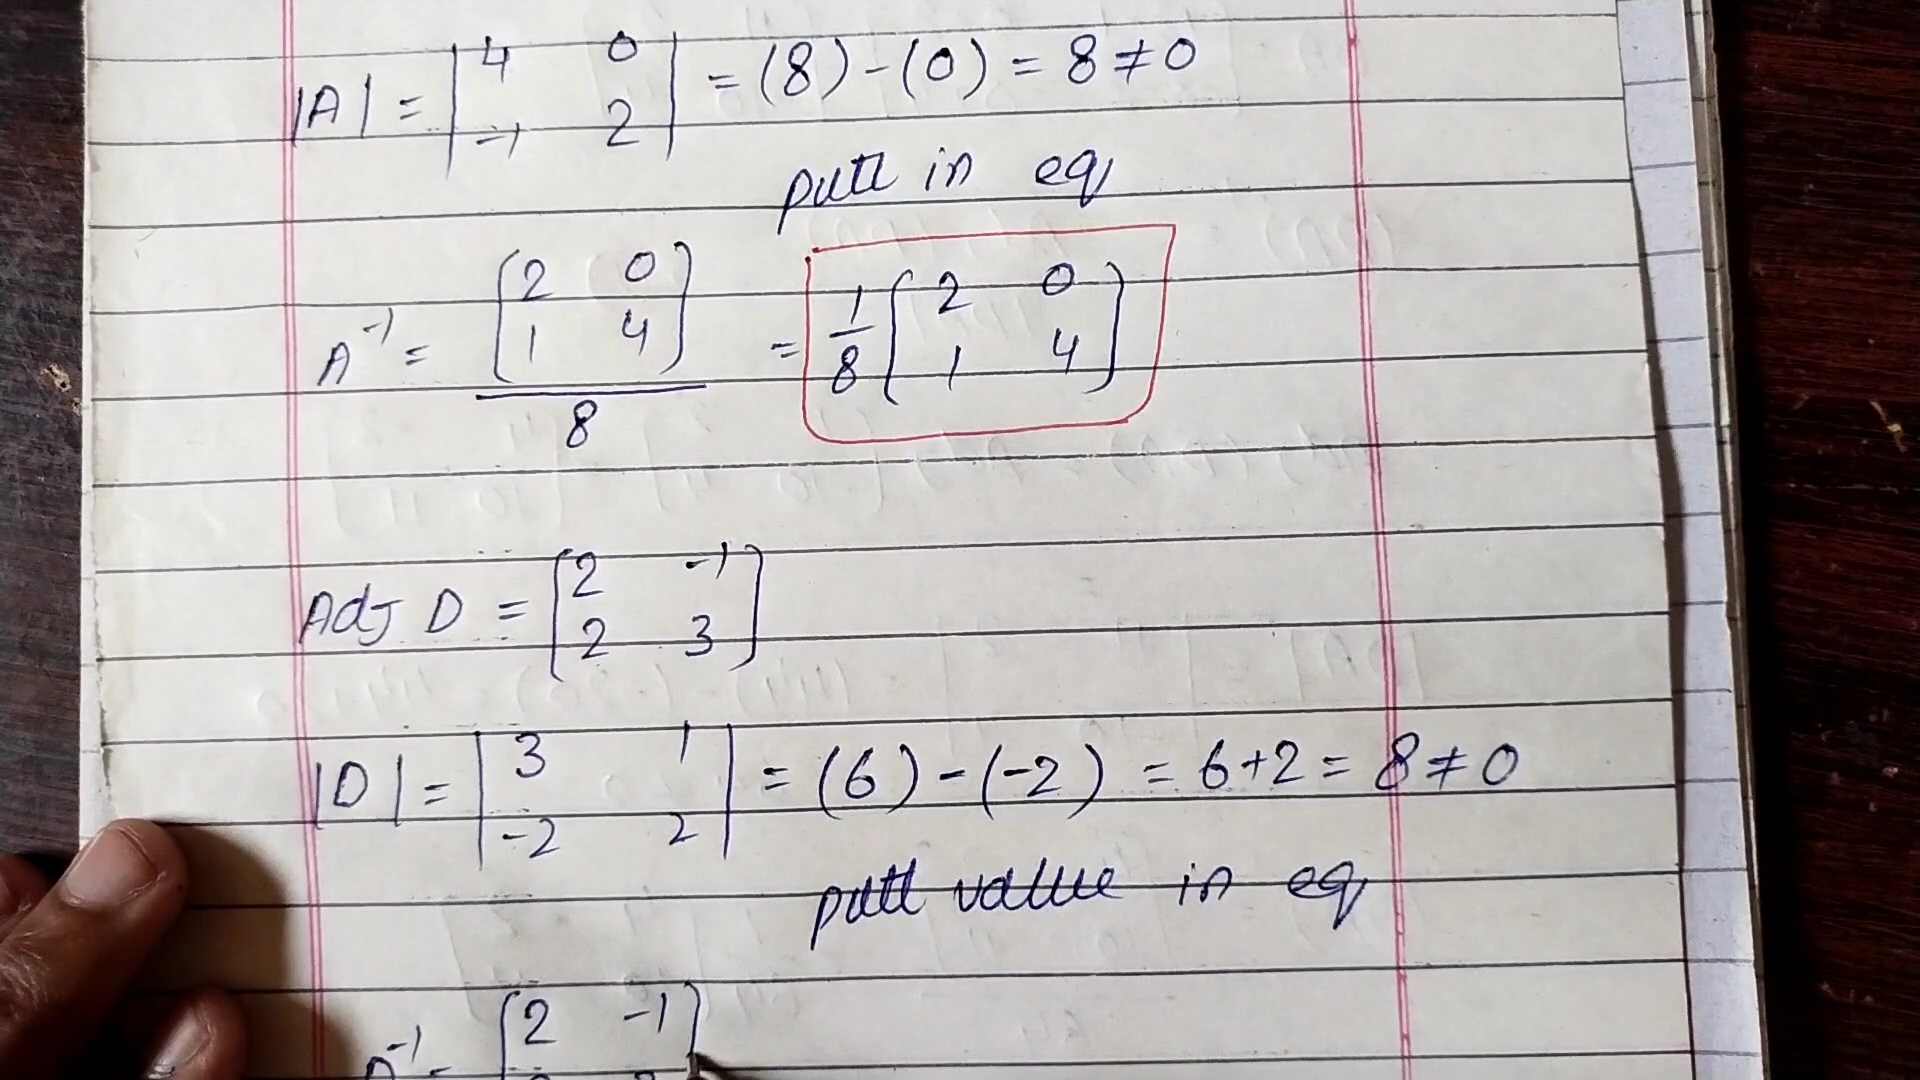 |A| = | 4 0 | = (8) - (0) = 8 ≠ 0
| -1 2 |
putt in eq
A⁻¹ = [ 2 0 ] = 1/8 [ 2 0 ]
[ 1 4 ] [ 1 4 ]
8
Adj D = [ 2 -1 ]
[ 2 3 ]
|D| = | 3 1 | = (6) - (-2) = 6+2 = 8 ≠ 0
| -2 2 |
putt value in eq
[ 2 -1 ]